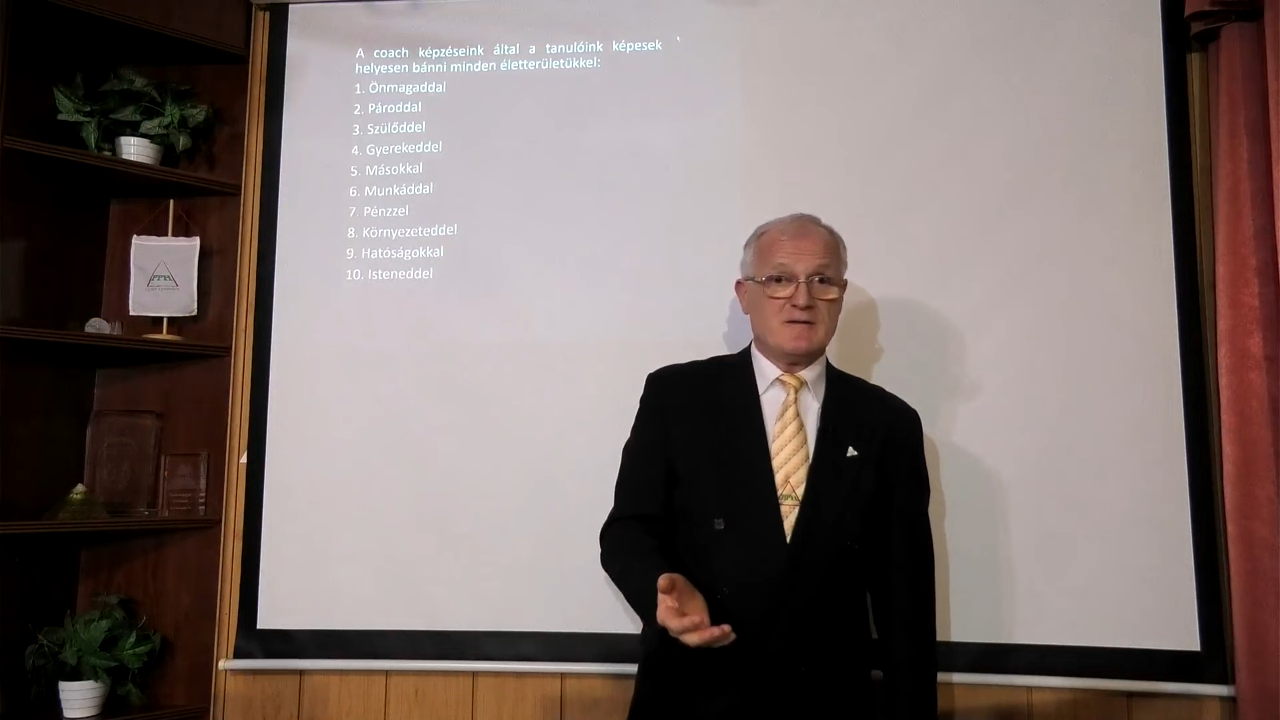 A coach képzéseink által a tanulóink képesek
helyesen bánni minden életterületükkel:
1. Önmagaddal
2. Pároddal
3. Szülőddel
4. Gyerekeddel
5. Másokkal
6. Munkáddal
7. Pénzzel
8. Környezeteddel
9. Hatóságokkal
10. Isteneddel